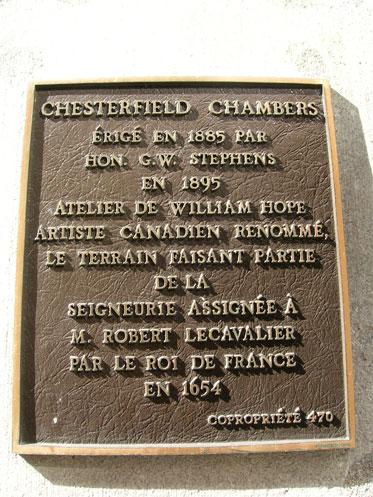 CHESTERFIELD CHAMBERS
ÉRIGÉ EN 1885 PAR
HON. G.W. STEPHENS
EN 1895
ATELIER DE WILLIAM HOPE
ARTISTE CANADIEN RENOMMÉ,
LE TERRAIN FAISANT PARTIE
DE LA
SEIGNEURIE ASSIGNÉE À
M. ROBERT LECAVALIER
PAR LE ROI DE FRANCE
EN 1654
COPROPRIÉTÉ 470